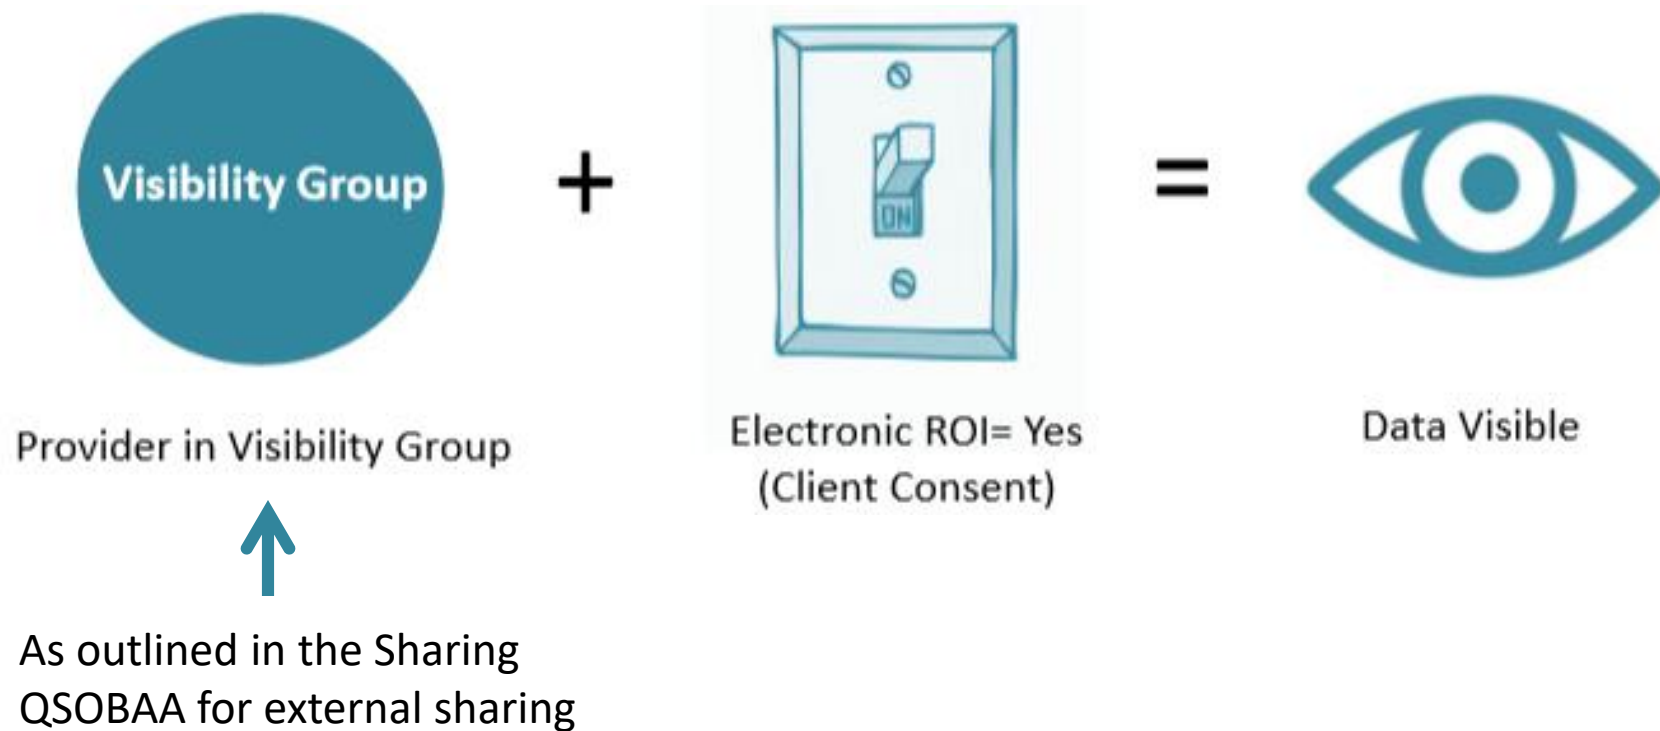 Visibility Group
+
ON
=
Provider in Visibility Group
Electronic ROI= Yes
(Client Consent)
Data Visible
As outlined in the Sharing
QSOBAA for external sharing